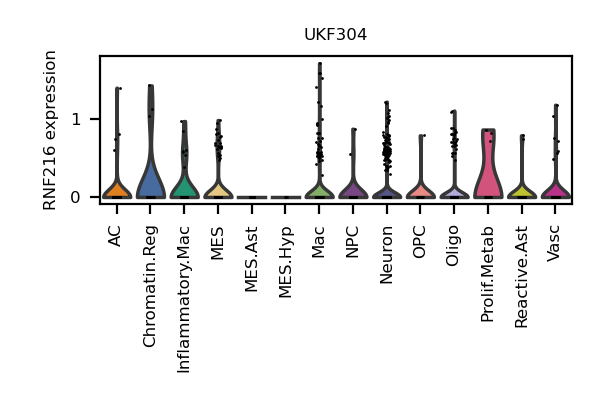 UKF304
RNF216 expression
1
0
AC
Chromatin.Reg
Inflammatory.Mac
MES
MES.Ast
MES.Hyp
Mac
NPC
Neuron
OPC
Oligo
Prolif.Metab
Reactive.Ast
Vasc